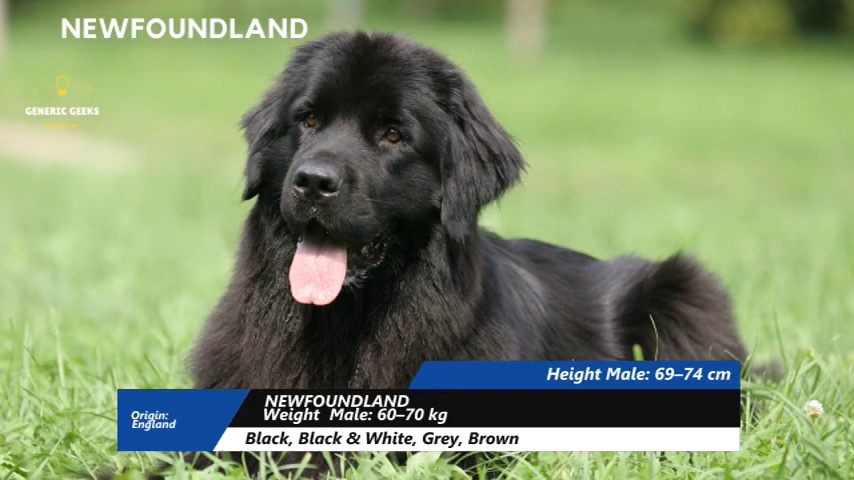 NEWFOUNDLAND
GENERIC GEEKS
Height Male: 69–74 cm
Origin:
England
NEWFOUNDLAND
Weight Male: 60–70 kg
Black, Black & White, Grey, Brown